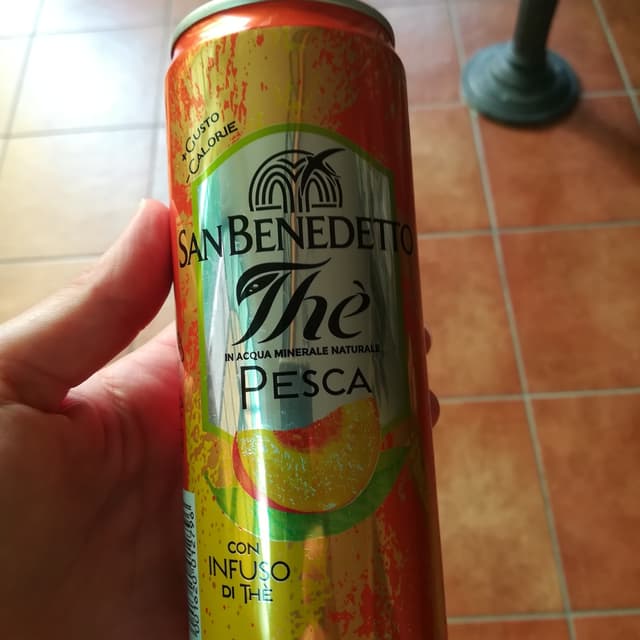 + GUSTO
- CALORIE
SAN BENEDETTO
Thè
IN ACQUA MINERALE NATURALE
PESCA
CON
INFUSO
DI THÈ